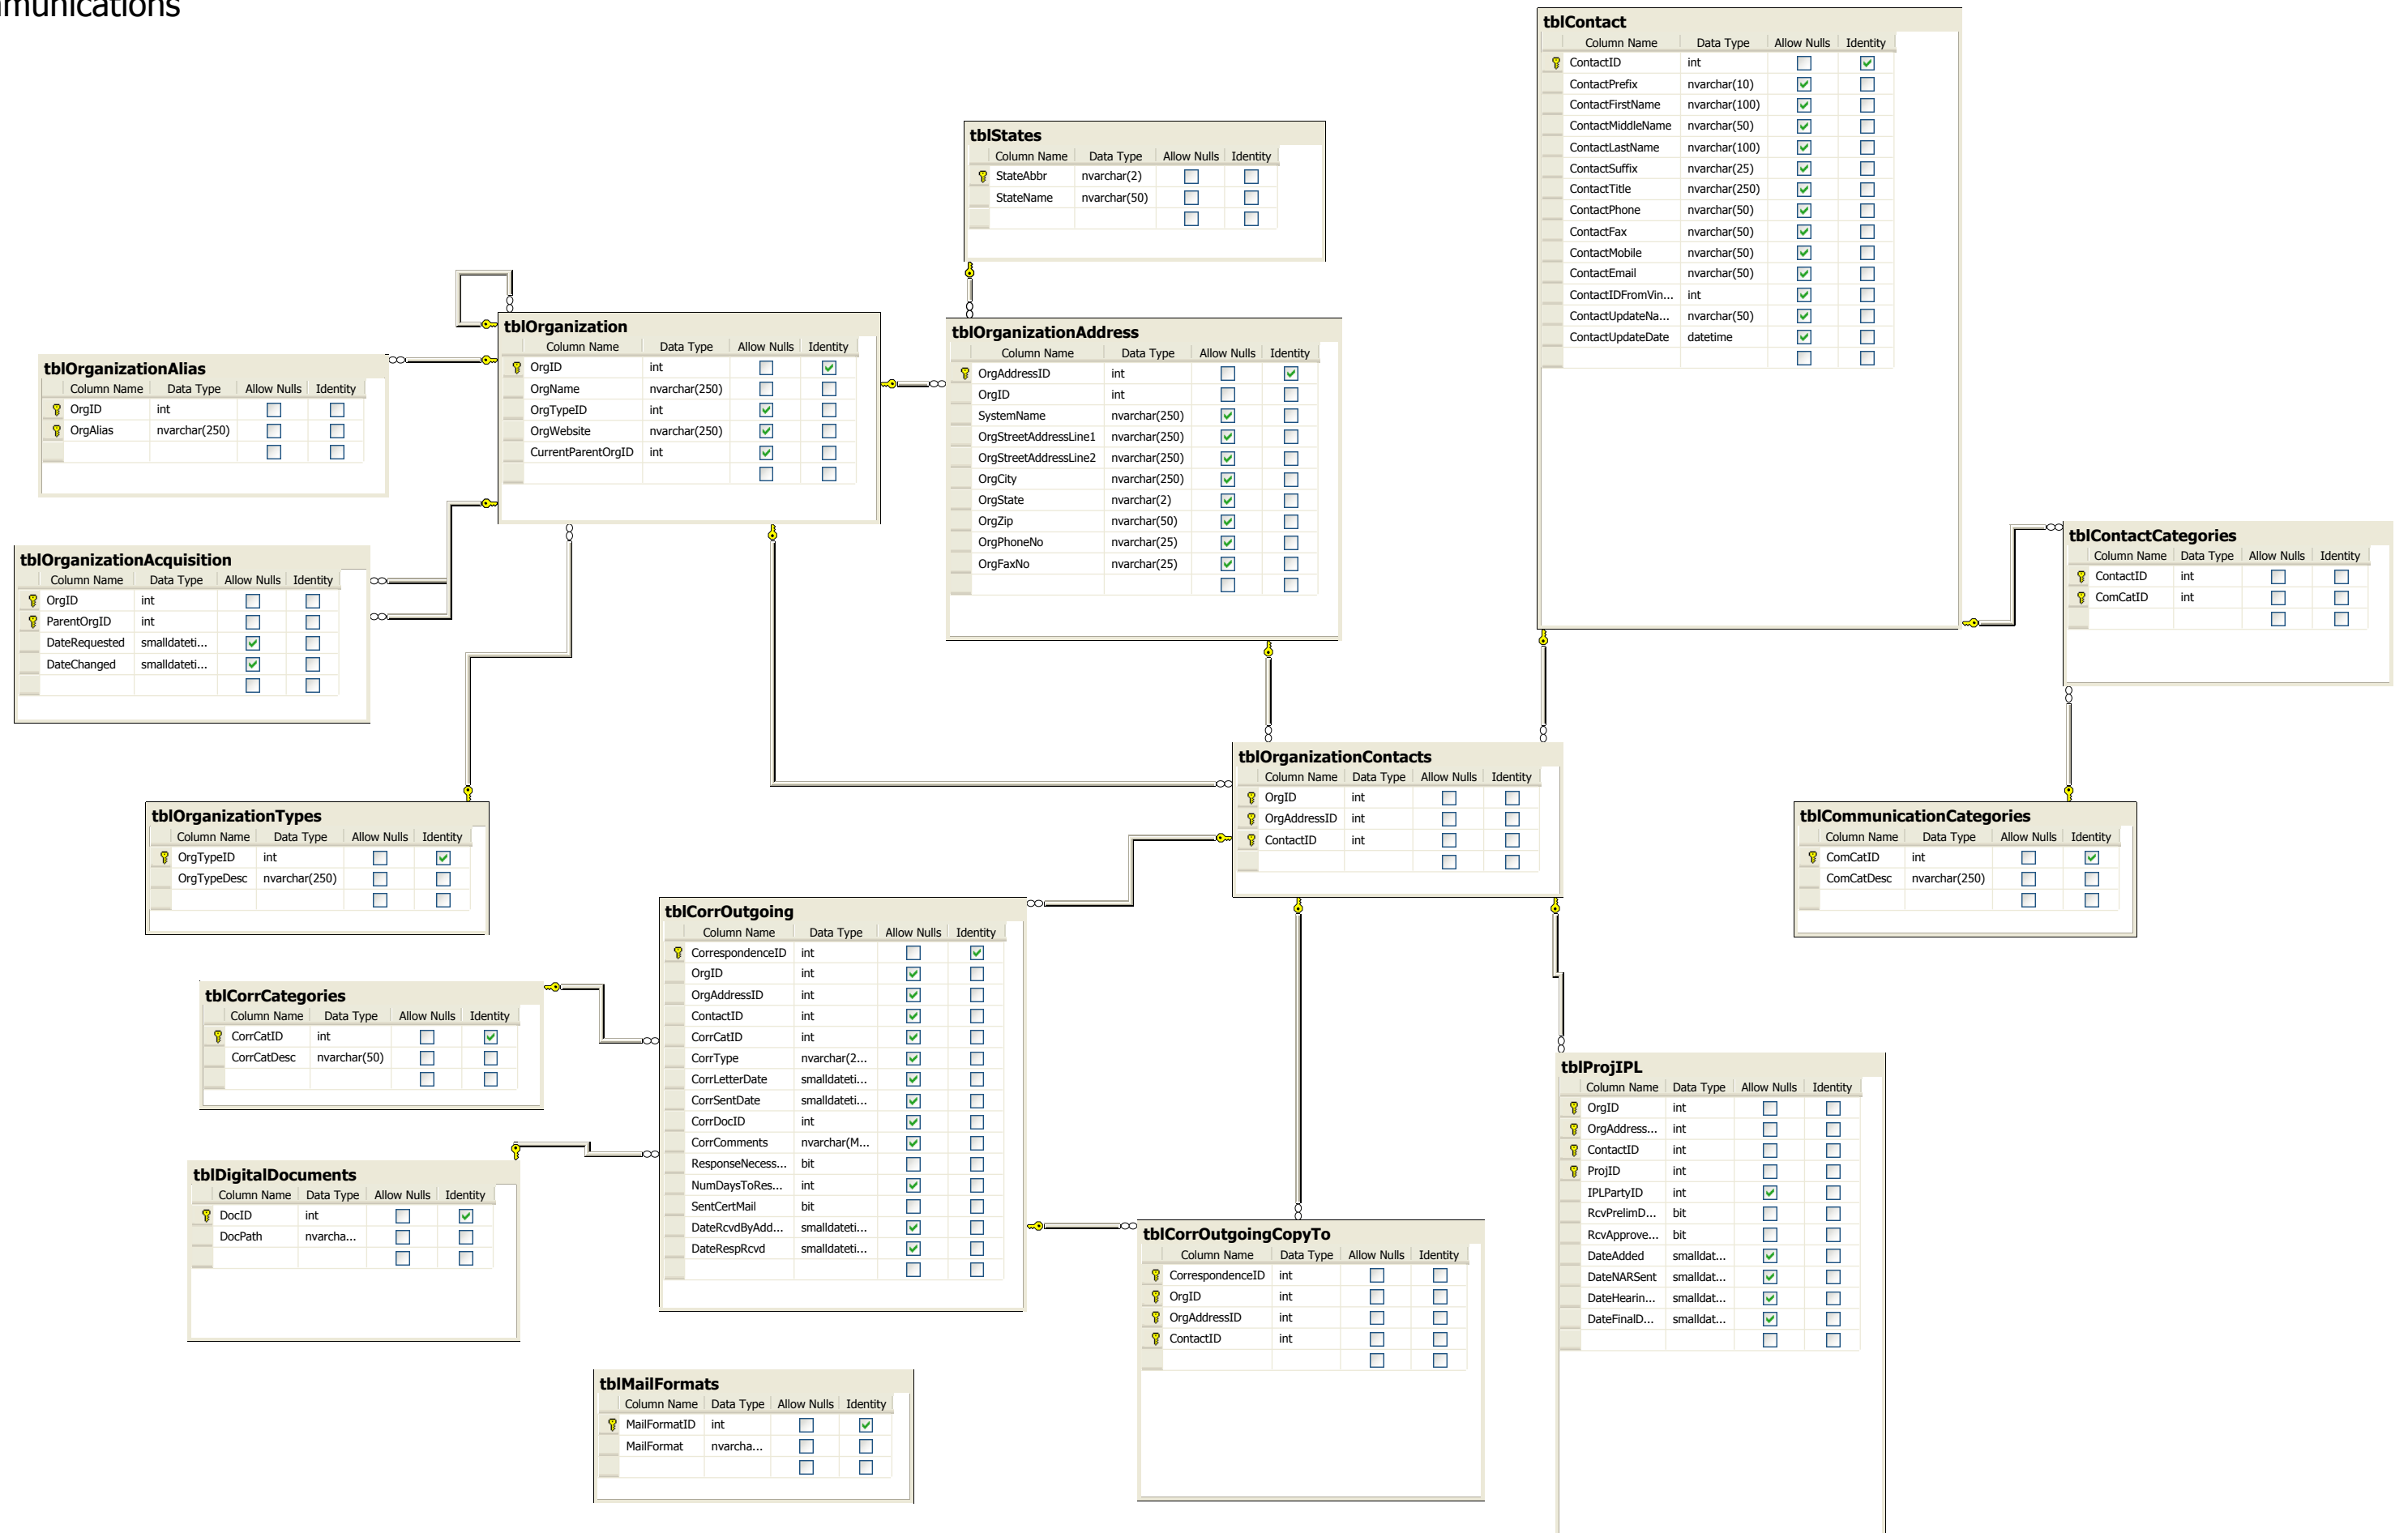 munications
tblContact
Column Name Data Type Allow Nulls Identity
ContactID int
ContactPrefix nvarchar(10)
ContactFirstName nvarchar(100)
ContactMiddleName nvarchar(50)
ContactLastName nvarchar(100)
ContactSuffix nvarchar(25)
ContactTitle nvarchar(250)
ContactPhone nvarchar(50)
ContactFax nvarchar(50)
ContactMobile nvarchar(50)
ContactEmail nvarchar(50)
ContactIDFromVin... int
ContactUpdateNa... nvarchar(50)
ContactUpdateDate datetime
tblStates
Column Name Data Type Allow Nulls Identity
StateAbbr nvarchar(2)
StateName nvarchar(50)
tblOrganization
Column Name Data Type Allow Nulls Identity
OrgID int
OrgName nvarchar(250)
OrgTypeID int
OrgWebsite nvarchar(250)
CurrentParentOrgID int
tblOrganizationAddress
Column Name Data Type Allow Nulls Identity
OrgAddressID int
OrgID int
SystemName nvarchar(250)
OrgStreetAddressLine1 nvarchar(250)
OrgStreetAddressLine2 nvarchar(250)
OrgCity nvarchar(250)
OrgState nvarchar(2)
OrgZip nvarchar(50)
OrgPhoneNo nvarchar(25)
OrgFaxNo nvarchar(25)
tblOrganizationAlias
Column Name Data Type Allow Nulls Identity
OrgID int
OrgAlias nvarchar(250)
tblOrganizationAcquisition
Column Name Data Type Allow Nulls Identity
OrgID int
ParentOrgID int
DateRequested smalldateti...
DateChanged smalldateti...
tblContactCategories
Column Name Data Type Allow Nulls Identity
ContactID int
ComCatID int
tblOrganizationContacts
Column Name Data Type Allow Nulls Identity
OrgID int
OrgAddressID int
ContactID int
tblOrganizationTypes
Column Name Data Type Allow Nulls Identity
OrgTypeID int
OrgTypeDesc nvarchar(250)
tblCommunicationCategories
Column Name Data Type Allow Nulls Identity
ComCatID int
ComCatDesc nvarchar(250)
tblCorrOutgoing
Column Name Data Type Allow Nulls Identity
CorrespondenceID int
OrgID int
OrgAddressID int
ContactID int
CorrCatID int
CorrType nvarchar(2...
CorrLetterDate smalldateti...
CorrSentDate smalldateti...
CorrDocID int
CorrComments nvarchar(M...
ResponseNecess... bit
NumDaysToRes... int
SentCertMail bit
DateRcvdByAdd... smalldateti...
DateRespRcvd smalldateti...
tblCorrCategories
Column Name Data Type Allow Nulls Identity
CorrCatID int
CorrCatDesc nvarchar(50)
tblProjIPL
Column Name Data Type Allow Nulls Identity
OrgID int
OrgAddress... int
ContactID int
ProjID int
IPLPartyID int
RcvPrelimD... bit
RcvApprove... bit
DateAdded smalldat...
DateNARSent smalldat...
DateHearin... smalldat...
DateFinalD... smalldat...
tblDigitalDocuments
Column Name Data Type Allow Nulls Identity
DocID int
DocPath nvarcha...
tblCorrOutgoingCopyTo
Column Name Data Type Allow Nulls Identity
CorrespondenceID int
OrgID int
OrgAddressID int
ContactID int
tblMailFormats
Column Name Data Type Allow Nulls Identity
MailFormatID int
MailFormat nvarcha...